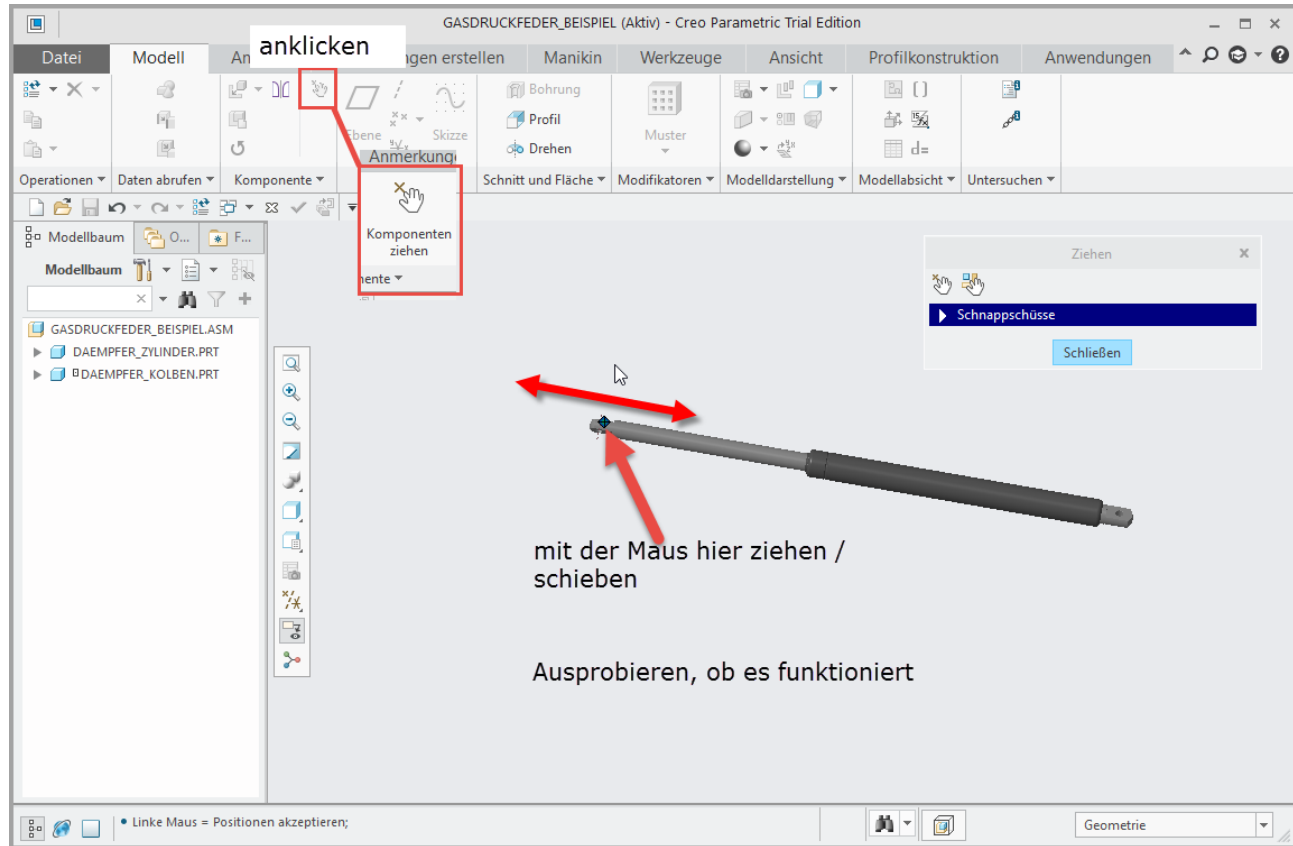 GASDRUCKFEDER_BEISPIEL (Aktiv) - Creo Parametric Trial Edition
anklicken
Datei Modell An ngen erstellen Manikin Werkzeuge Ansicht Profilkonstruktion Anwendungen
Ebene Skizze
Bohrung
Profil
Drehen
Muster
d=
Anmerkung
Operationen Daten abrufen Komponente Schnitt und Fläche Modifikatoren Modelldarstellung Modellabsicht Untersuchen
Komponenten
ziehen
nente
Modellbaum O... F...
Modellbaum
GASDRUCKFEDER_BEISPIEL.ASM
DAEMPFER_ZYLINDER.PRT
DAEMPFER_KOLBEN.PRT
Ziehen
Schnappschüsse
Schließen
mit der Maus hier ziehen /
schieben
Ausprobieren, ob es funktioniert
• Linke Maus = Positionen akzeptieren;
Geometrie